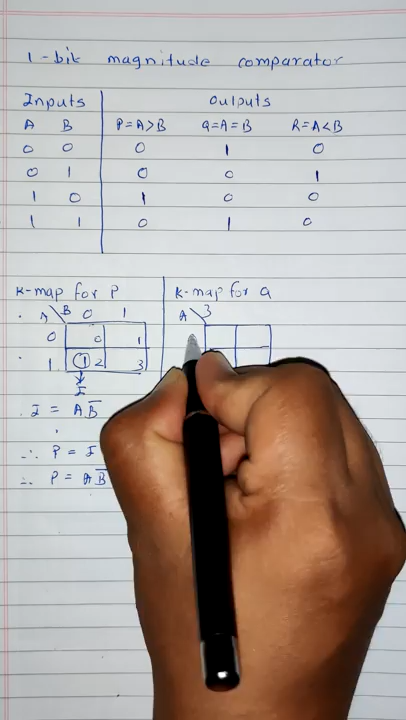 1-bit magnitude comparator
Inputs Outputs
A B P=A>B Q=A=B R=A<B
0 0 0 1 0
0 1 0 0 1
1 0 1 0 0
1 1 0 1 0
K-map for P K-map for Q
A B 0 1 A B
0 0 1
1 1 2 3
I
I = AB̅
∴ P = I
∴ P = AB̅